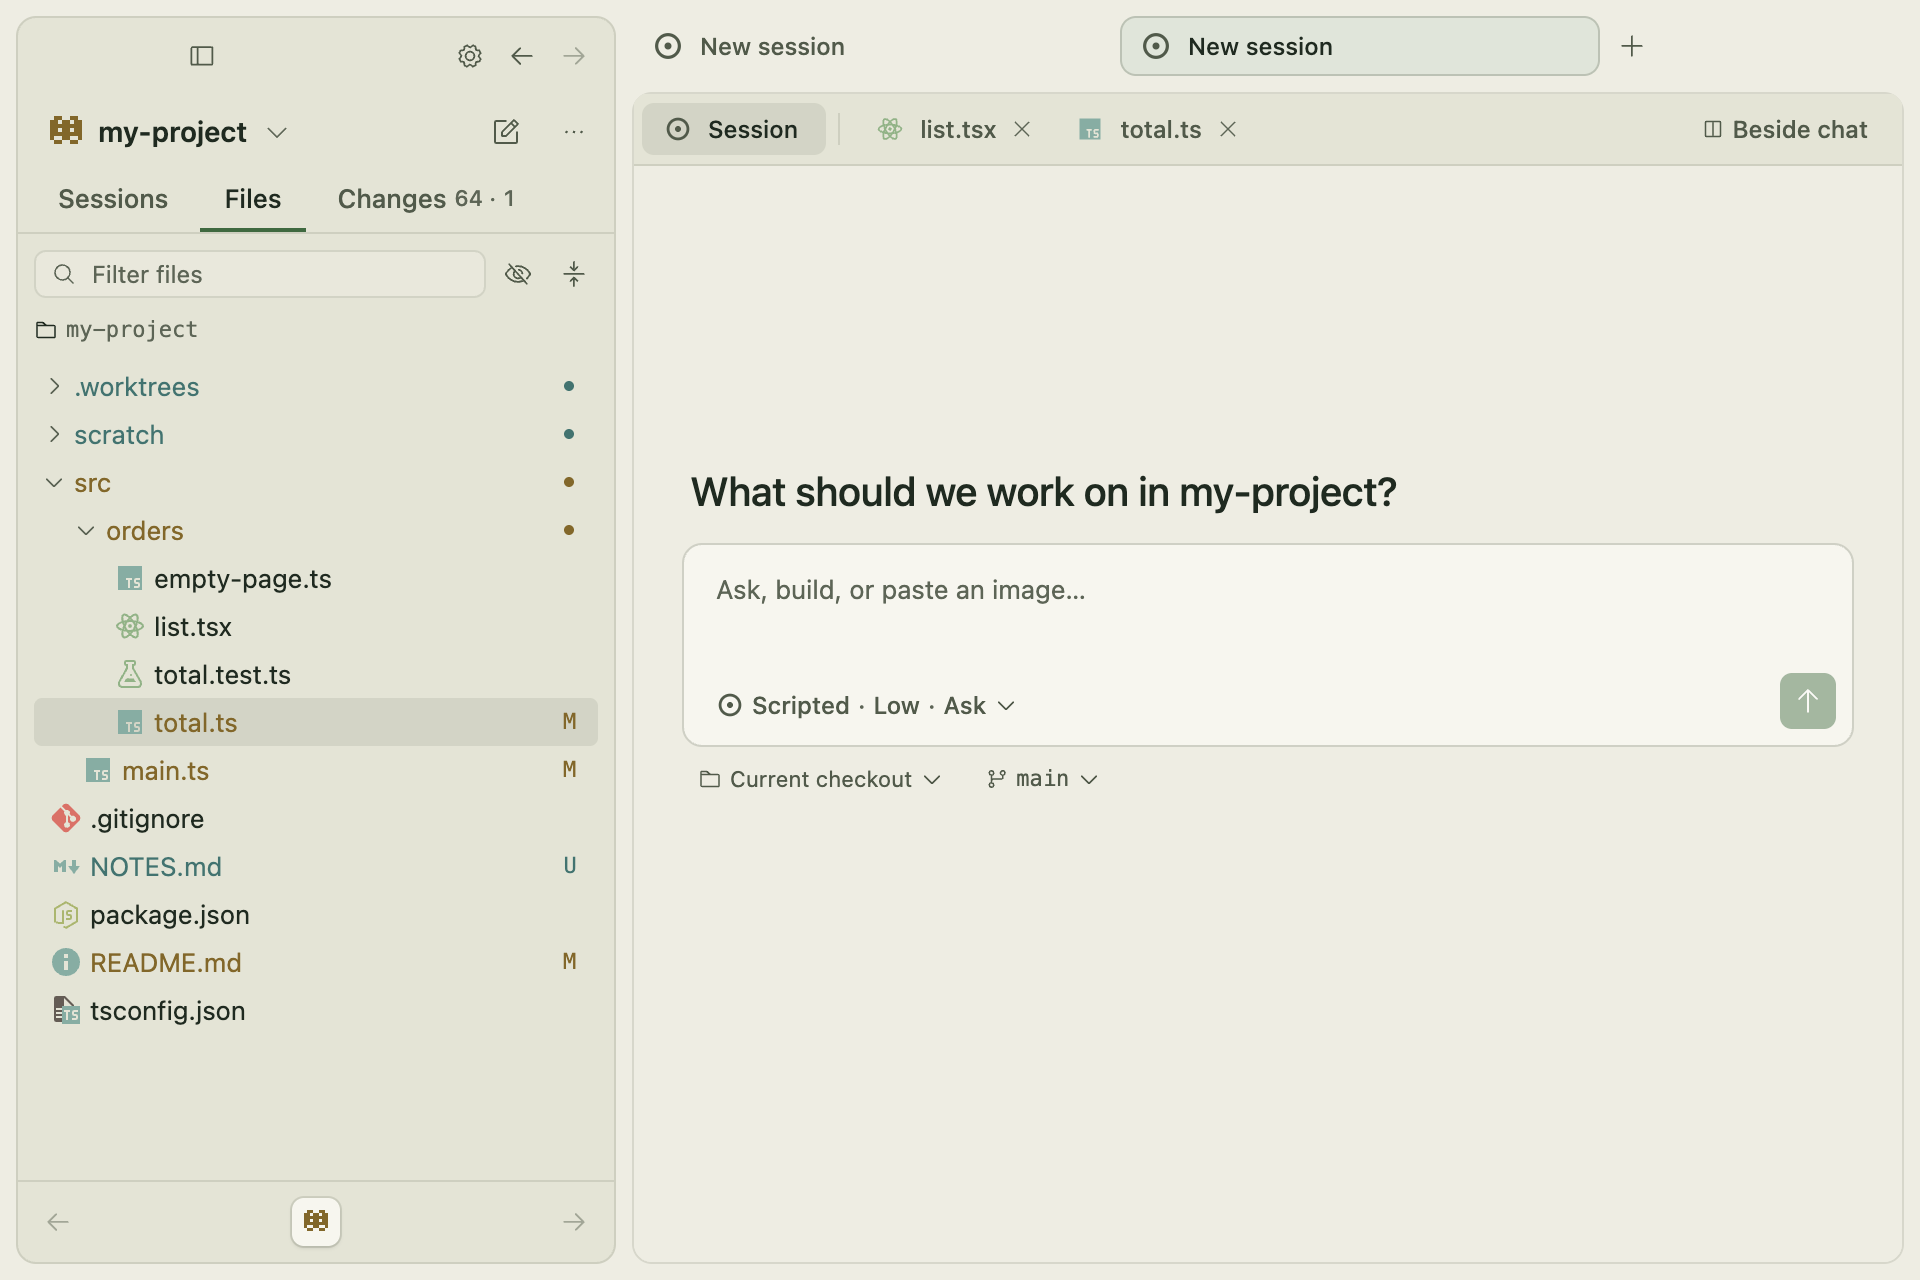 New session
New session
my-project
Session
list.tsx
total.ts
Beside chat
Sessions
Files
Changes 64 · 1
Filter files
my-project
.worktrees
scratch
src
orders
empty-page.ts
list.tsx
total.test.ts
total.ts M
main.ts M
.gitignore
NOTES.md U
package.json
README.md M
tsconfig.json
What should we work on in my-project?
Ask, build, or paste an image...
Scripted · Low · Ask
Current checkout
main